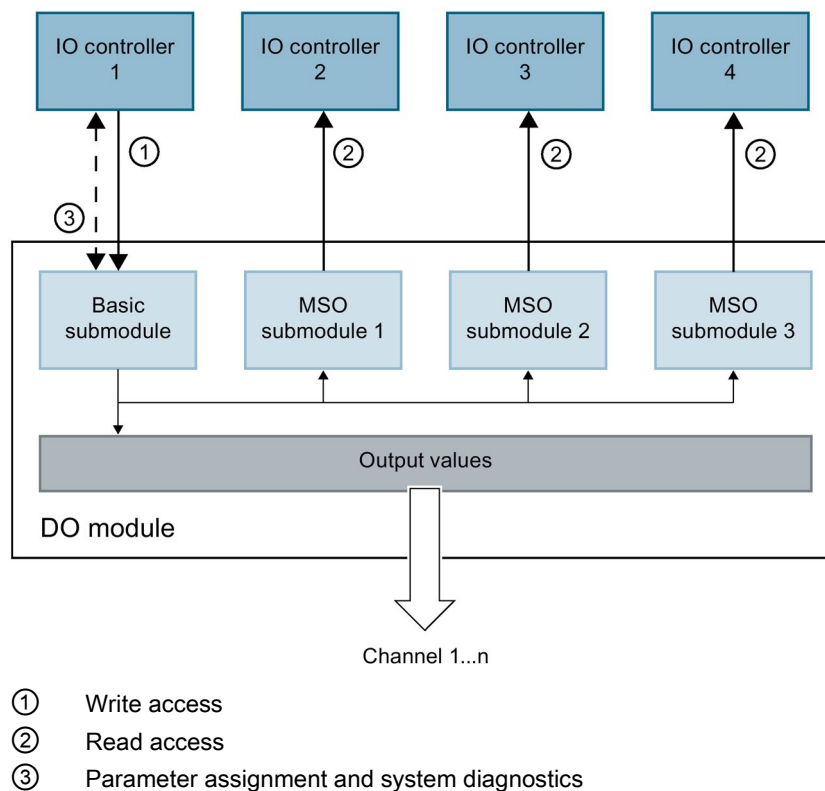 IO controller
1
IO controller
2
IO controller
3
IO controller
4
①
②
②
②
③
Basic
submodule
MSO
submodule 1
MSO
submodule 2
MSO
submodule 3
Output values
DO module
Channel 1...n
① Write access
② Read access
③ Parameter assignment and system diagnostics